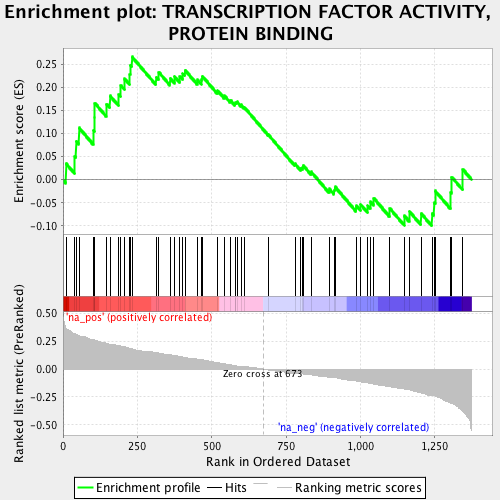 Enrichment plot: TRANSCRIPTION FACTOR ACTIVITY,
PROTEIN BINDING
Enrichment score (ES)
0.25
0.20
0.15
0.10
0.05
0.00
-0.05
-0.10
'na_pos' (positively correlated)
Ranked list metric (PreRanked)
0.50
0.25
0.00
-0.25
-0.50
Zero cross at 673
'na_neg' (negatively correlated)
0
250
500
750
1,000
1,250
Rank in Ordered Dataset
Enrichment profile
Hits
Ranking metric scores